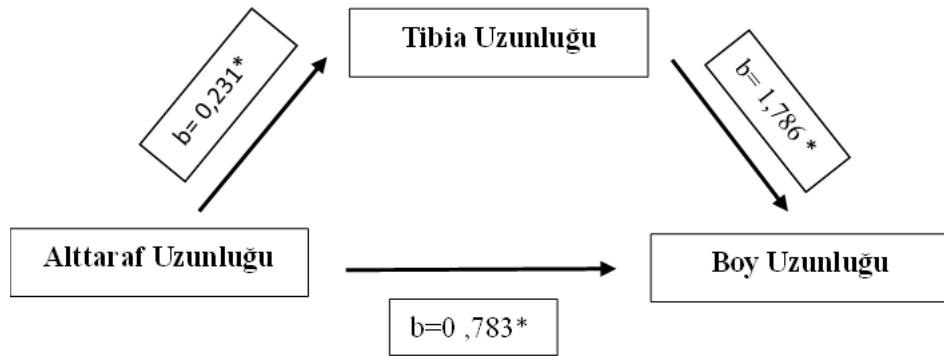 Tibia Uzunluğu
b= 0,231*
b= 1,786 *
Alttaraf Uzunluğu
Boy Uzunluğu
b=0 ,783*